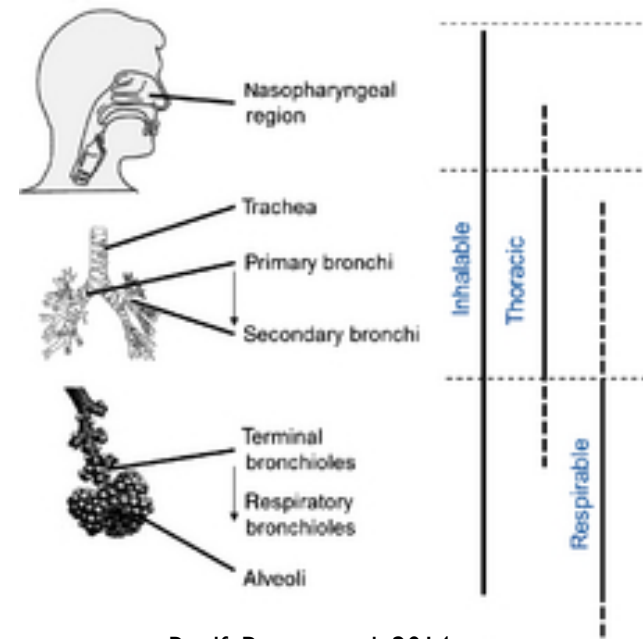 Nasopharyngeal
region
Trachea
Primary bronchi
Secondary bronchi
Terminal
bronchioles
Respiratory
bronchioles
Alveoli
Inhalable
Thoracic
Respirable